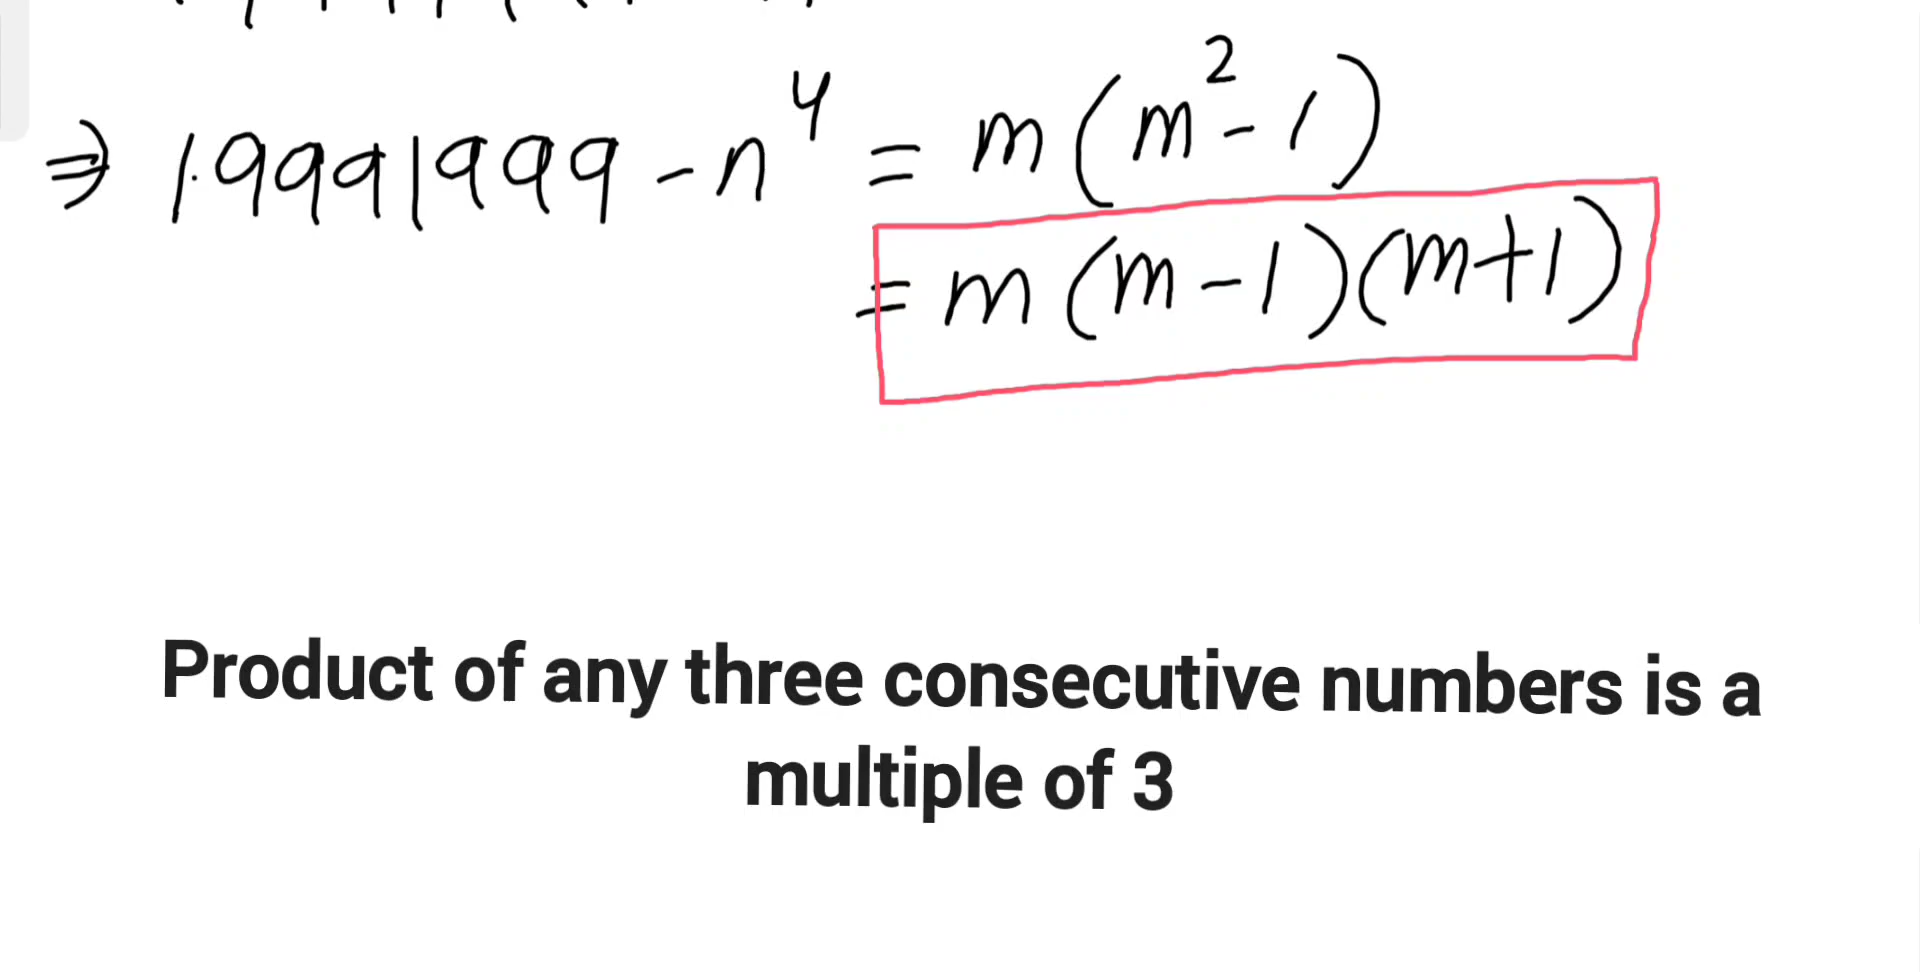 ⇒ 19991999 - n⁴ = m(m² - 1)
= m(m - 1)(m + 1)
Product of any three consecutive numbers is a
multiple of 3